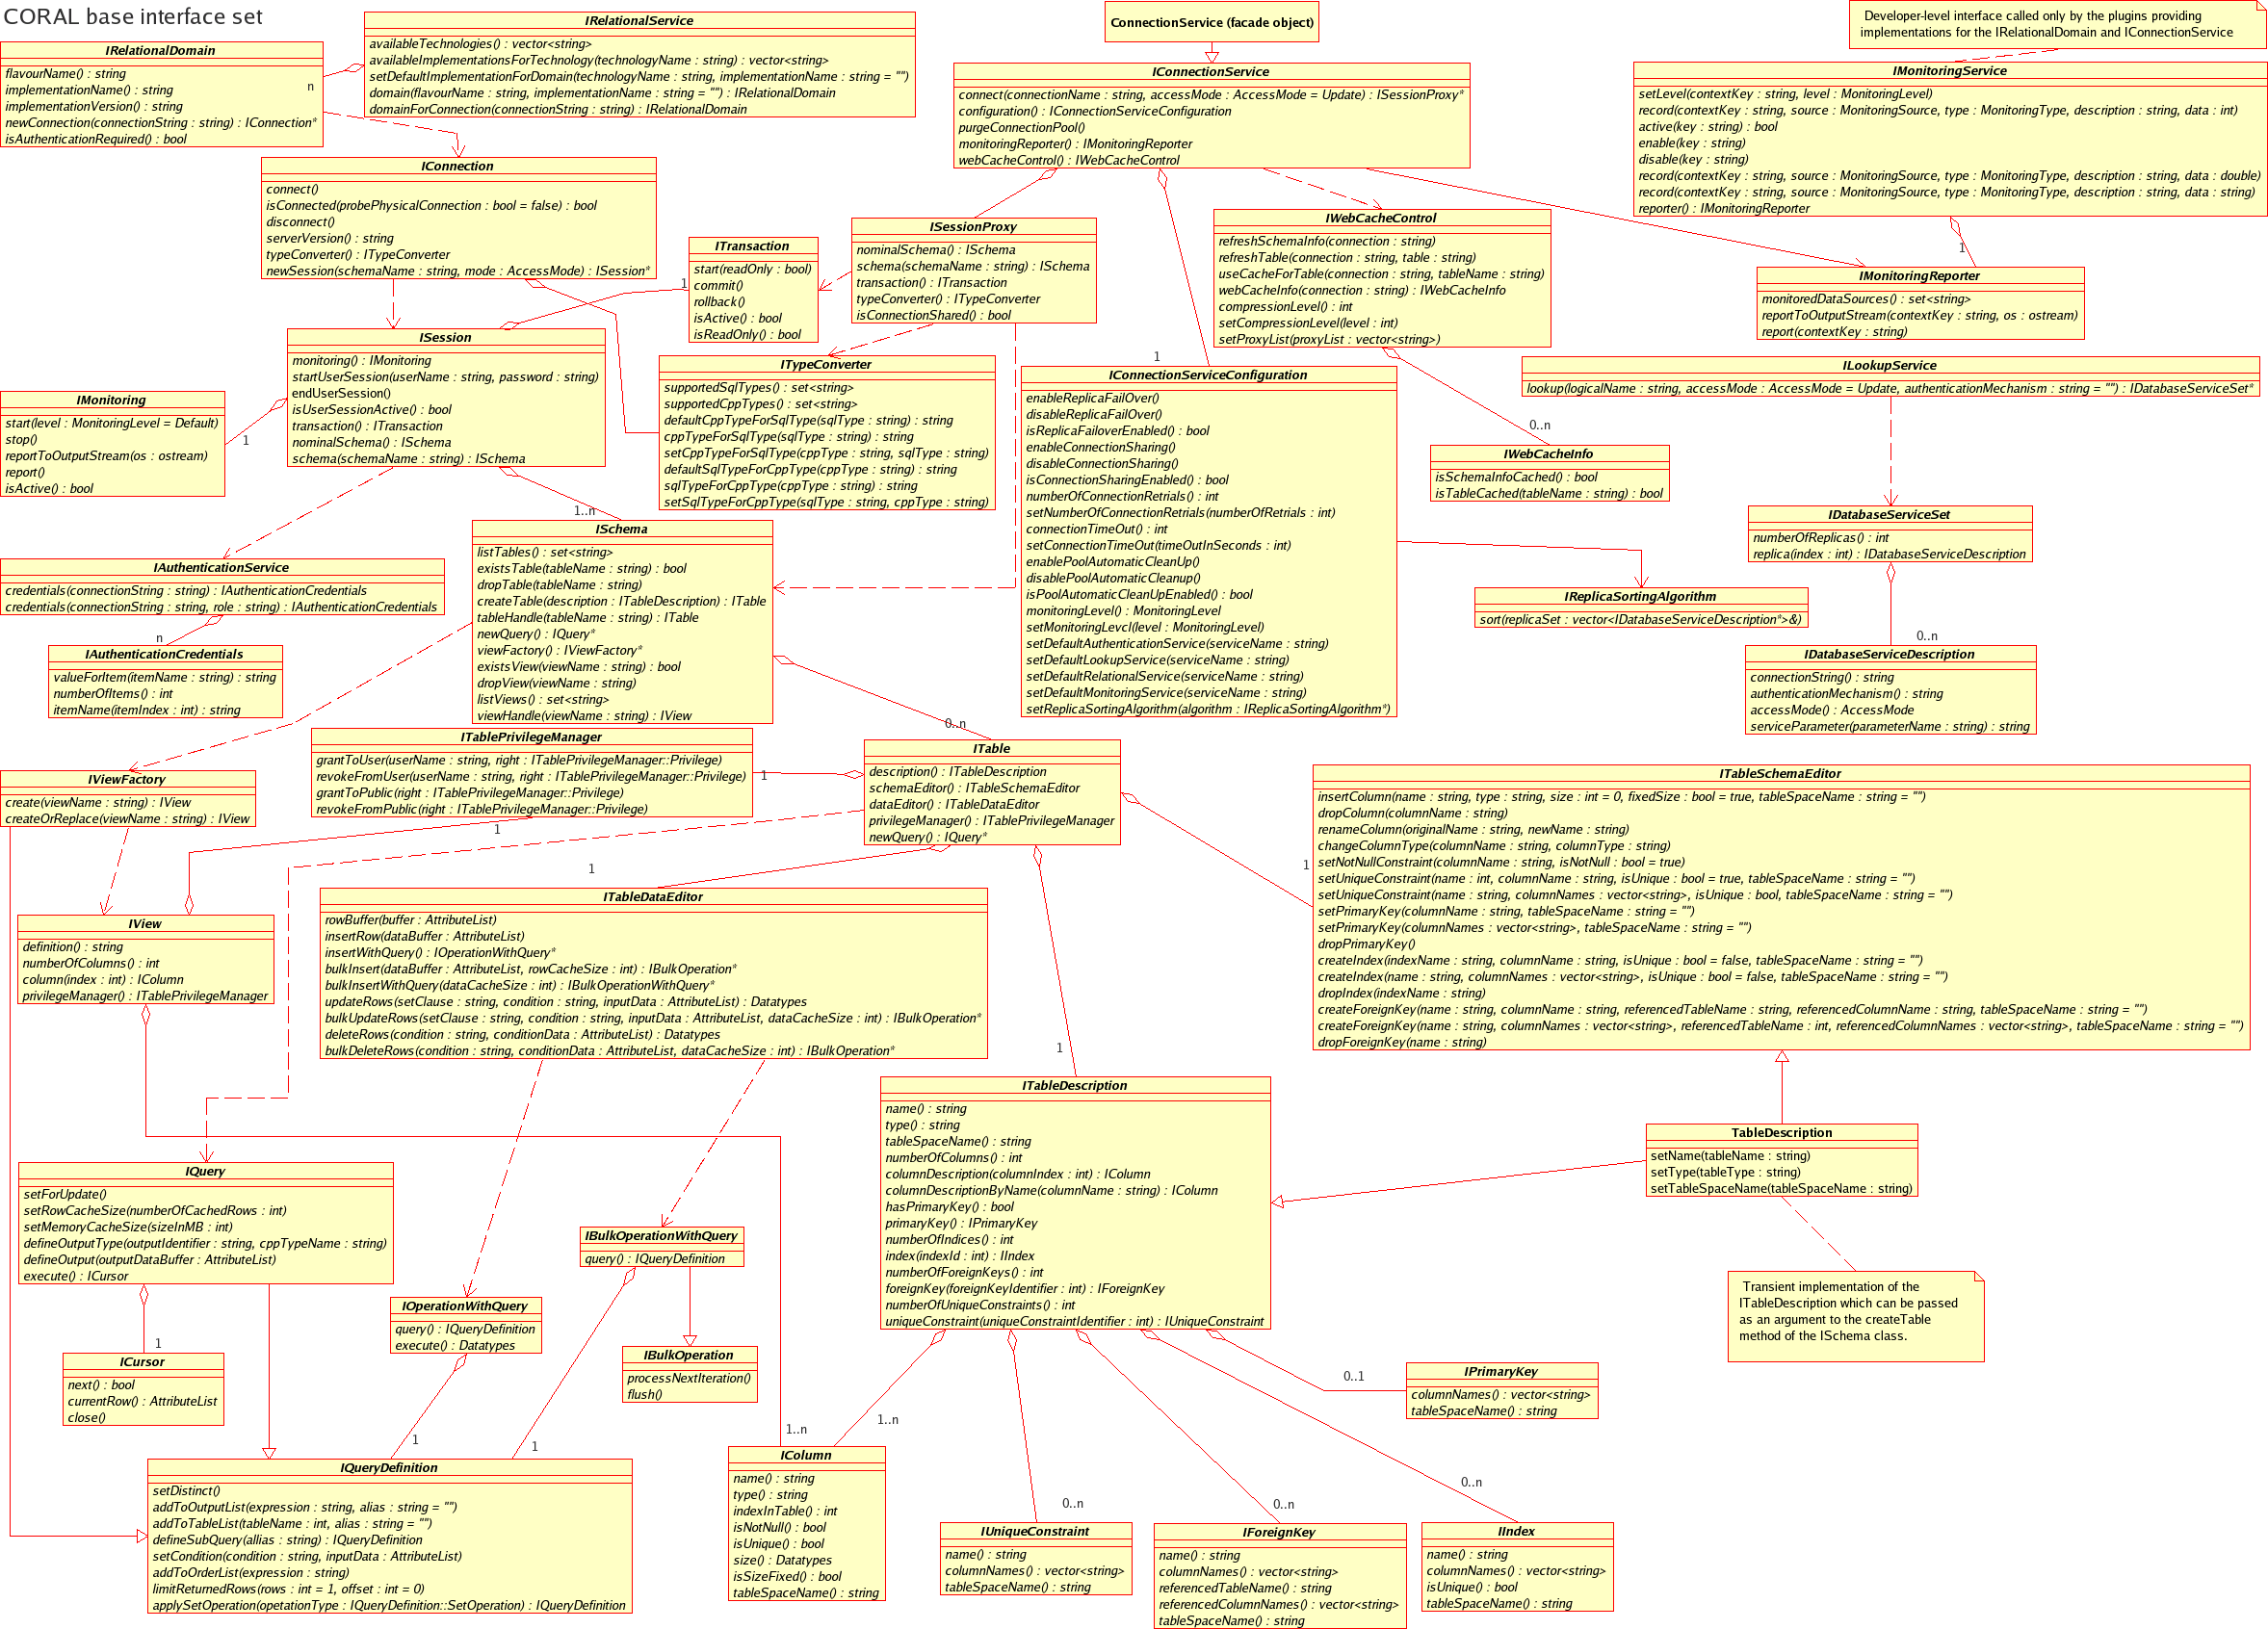 CORAL base interface set
IRelationalService
availableTechnologies() : vector<string>
availableImplementationsForTechnology(technologyName : string) : vector<string>
setDefaultImplementationForDomain(technologyName : string, implementationName : string = "")
domain(flavourName : string, implementationName : string = "") : IRelationalDomain
domainForConnection(connectionString : string) : IRelationalDomain
IRelationalDomain
flavourName() : string
implementationName() : string
implementationVersion() : string
newConnection(connectionString : string) : IConnection*
isAuthenticationRequired() : bool
n
ConnectionService (facade object)
IConnectionService
connect(connectionName : string, accessMode : AccessMode = Update) : ISessionProxy*
configuration() : IConnectionServiceConfiguration
purgeConnectionPool()
monitoringReporter() : IMonitoringReporter
webCacheControl() : IWebCacheControl
Developer-level interface called only by the plugins providing
implementations for the IRelationalDomain and IConnectionService
IMonitoringService
setLevel(contextKey : string, level : MonitoringLevel)
record(contextKey : string, source : MonitoringSource, type : MonitoringType, description : string, data : int)
active(key : string) : bool
enable(key : string)
disable(key : string)
record(contextKey : string, source : MonitoringSource, type : MonitoringType, description : string, data : double)
record(contextKey : string, source : MonitoringSource, type : MonitoringType, description : string, data : string)
reporter() : IMonitoringReporter
1
IConnection
connect()
isConnected(probePhysicalConnection : bool = false) : bool
disconnect()
serverVersion() : string
typeConverter() : ITypeConverter
newSession(schemaName : string, mode : AccessMode) : ISession*
ITransaction
start(readOnly : bool)
commit()
rollback()
isActive() : bool
isReadOnly() : bool
1
ISessionProxy
nominalSchema() : ISchema
schema(schemaName : string) : ISchema
transaction() : ITransaction
typeConverter() : ITypeConverter
isConnectionShared() : bool
IWebCacheControl
refreshSchemaInfo(connection : string)
refreshTable(connection : string, table : string)
useCacheForTable(connection : string, tableName : string)
webCacheInfo(connection : string) : IWebCacheInfo
compressionLevel() : int
setCompressionLevel(level : int)
setProxyList(proxyList : vector<string>)
IMonitoringReporter
monitoredDataSources() : set<string>
reportToOutputStream(contextKey : string, os : ostream)
report(contextKey : string)
ISession
monitoring() : IMonitoring
startUserSession(userName : string, password : string)
endUserSession()
isUserSessionActive() : bool
transaction() : ITransaction
nominalSchema() : ISchema
schema(schemaName : string) : ISchema
IMonitoring
start(level : MonitoringLevel = Default)
stop()
reportToOutputStream(os : ostream)
report()
isActive() : bool
1
ITypeConverter
supportedSqlTypes() : set<string>
supportedCppTypes() : set<string>
defaultCppTypeForSqlType(sqlType : string) : string
cppTypeForSqlType(sqlType : string) : string
setCppTypeForSqlType(cppType : string, sqlType : string)
defaultSqlTypeForCppType(cppType : string) : string
sqlTypeForCppType(cppType : string) : string
setSqlTypeForCppType(sqlType : string, cppType : string)
1
IConnectionServiceConfiguration
enableReplicaFailOver()
disableReplicaFailOver()
isReplicaFailoverEnabled() : bool
enableConnectionSharing()
disableConnectionSharing()
isConnectionSharingEnabled() : bool
numberOfConnectionRetrials() : int
setNumberOfConnectionRetrials(numberOfRetrials : int)
connectionTimeOut() : int
setConnectionTimeOut(timeOutInSeconds : int)
enablePoolAutomaticCleanUp()
disablePoolAutomaticCleanup()
isPoolAutomaticCleanUpEnabled() : bool
monitoringLevel() : MonitoringLevel
setMonitoringLevel(level : MonitoringLevel)
setDefaultAuthenticationService(serviceName : string)
setDefaultLookupService(serviceName : string)
setDefaultRelationalService(serviceName : string)
setDefaultMonitoringService(serviceName : string)
setReplicaSortingAlgorithm(algorithm : IReplicaSortingAlgorithm*)
ILookupService
lookup(logicalName : string, accessMode : AccessMode = Update, authenticationMechanism : string = "") : IDatabaseServiceSet*
0..n
IWebCacheInfo
isSchemaInfoCached() : bool
isTableCached(tableName : string) : bool
IDatabaseServiceSet
numberOfReplicas() : int
replica(index : int) : IDatabaseServiceDescription
IReplicaSortingAlgorithm
sort(replicaSet : vector<IDatabaseServiceDescription*>&)
0..n
IDatabaseServiceDescription
connectionString() : string
authenticationMechanism() : string
accessMode() : AccessMode
serviceParameter(parameterName : string) : string
1..n
ISchema
listTables() : set<string>
existsTable(tableName : string) : bool
dropTable(tableName : string)
createTable(description : ITableDescription) : ITable
tableHandle(tableName : string) : ITable
newQuery() : IQuery*
viewFactory() : IViewFactory*
existsView(viewName : string) : bool
dropView(viewName : string)
listViews() : set<string>
viewHandle(viewName : string) : IView
IAuthenticationService
credentials(connectionString : string) : IAuthenticationCredentials
credentials(connectionString : string, role : string) : IAuthenticationCredentials
n
IAuthenticationCredentials
valueForItem(itemName : string) : string
numberOfItems() : int
itemName(itemIndex : int) : string
ITablePrivilegeManager
grantToUser(userName : string, right : ITablePrivilegeManager::Privilege)
revokeFromUser(userName : string, right : ITablePrivilegeManager::Privilege)
grantToPublic(right : ITablePrivilegeManager::Privilege)
revokeFromPublic(right : ITablePrivilegeManager::Privilege)
1
1
0..n
ITable
description() : ITableDescription
schemaEditor() : ITableSchemaEditor
dataEditor() : ITableDataEditor
privilegeManager() : ITablePrivilegeManager
newQuery() : IQuery*
IViewFactory
create(viewName : string) : IView
createOrReplace(viewName : string) : IView
1
ITableSchemaEditor
insertColumn(name : string, type : string, size : int = 0, fixedSize : bool = true, tableSpaceName : string = "")
dropColumn(columnName : string)
renameColumn(originalName : string, newName : string)
changeColumnType(columnName : string, columnType : string)
setNotNullConstraint(columnName : string, isNotNull : bool = true)
setUniqueConstraint(name : int, columnName : string, isUnique : bool = true, tableSpaceName : string = "")
setUniqueConstraint(name : string, columnNames : vector<string>, isUnique : bool, tableSpaceName : string = "")
setPrimaryKey(columnName : string, tableSpaceName : string = "")
setPrimaryKey(columnNames : vector<string>, tableSpaceName : string = "")
dropPrimaryKey()
createIndex(indexName : string, columnName : string, isUnique : bool = false, tableSpaceName : string = "")
createIndex(name : string, columnNames : vector<string>, isUnique : bool = false, tableSpaceName : string = "")
dropIndex(indexName : string)
createForeignKey(name : string, columnName : string, referencedTableName : string, referencedColumnName : string, tableSpaceName : string = "")
createForeignKey(name : string, columnNames : vector<string>, referencedTableName : int, referencedColumnNames : vector<string>, tableSpaceName : string = "")
dropForeignKey(name : string)
IView
definition() : string
numberOfColumns() : int
column(index : int) : IColumn
privilegeManager() : ITablePrivilegeManager
1
ITableDataEditor
rowBuffer(buffer : AttributeList)
insertRow(dataBuffer : AttributeList)
insertWithQuery() : IOperationWithQuery*
bulkInsert(dataBuffer : AttributeList, rowCacheSize : int) : IBulkOperation*
bulkInsertWithQuery(dataCacheSize : int) : IBulkOperationWithQuery*
updateRows(setClause : string, condition : string, inputData : AttributeList) : Datatypes
bulkUpdateRows(setClause : string, condition : string, inputData : AttributeList, dataCacheSize : int) : IBulkOperation*
deleteRows(condition : string, conditionData : AttributeList) : Datatypes
bulkDeleteRows(condition : string, conditionData : AttributeList, dataCacheSize : int) : IBulkOperation*
1
ITableDescription
name() : string
type() : string
tableSpaceName() : string
numberOfColumns() : int
columnDescription(columnIndex : int) : IColumn
columnDescriptionByName(columnName : string) : IColumn
hasPrimaryKey() : bool
primaryKey() : IPrimaryKey
numberOfIndices() : int
index(indexId : int) : IIndex
numberOfForeignKeys() : int
foreignKey(foreignKeyIdentifier : int) : IForeignKey
numberOfUniqueConstraints() : int
uniqueConstraint(uniqueConstraintIdentifier : int) : IUniqueConstraint
TableDescription
setName(tableName : string)
setType(tableType : string)
setTableSpaceName(tableSpaceName : string)
Transient implementation of the
ITableDescription which can be passed
as an argument to the createTable
method of the ISchema class.
IQuery
setForUpdate()
setRowCacheSize(numberOfCachedRows : int)
setMemoryCacheSize(sizeInMB : int)
defineOutputType(outputIdentifier : string, cppTypeName : string)
defineOutput(outputDataBuffer : AttributeList)
execute() : ICursor
IBulkOperationWithQuery
query() : IQueryDefinition
IOperationWithQuery
query() : IQueryDefinition
execute() : Datatypes
1
ICursor
next() : bool
currentRow() : AttributeList
close()
IBulkOperation
processNextIteration()
flush()
0..1
IPrimaryKey
columnNames() : vector<string>
tableSpaceName() : string
1
1
IQueryDefinition
setDistinct()
addToOutputList(expression : string, alias : string = "")
addToTableList(tableName : int, alias : string = "")
defineSubQuery(allias : string) : IQueryDefinition
setCondition(condition : string, inputData : AttributeList)
addToOrderList(expression : string)
limitReturnedRows(rows : int = 1, offset : int = 0)
applySetOperation(opetationType : IQueryDefinition::SetOperation) : IQueryDefinition
1..n
1..n
IColumn
name() : string
type() : string
indexInTable() : int
isNotNull() : bool
isUnique() : bool
size() : Datatypes
isSizeFixed() : bool
tableSpaceName() : string
0..n
IUniqueConstraint
name() : string
columnNames() : vector<string>
tableSpaceName() : string
0..n
IForeignKey
name() : string
columnNames() : vector<string>
referencedTableName() : string
referencedColumnNames() : vector<string>
tableSpaceName() : string
0..n
IIndex
name() : string
columnNames() : vector<string>
isUnique() : bool
tableSpaceName() : string